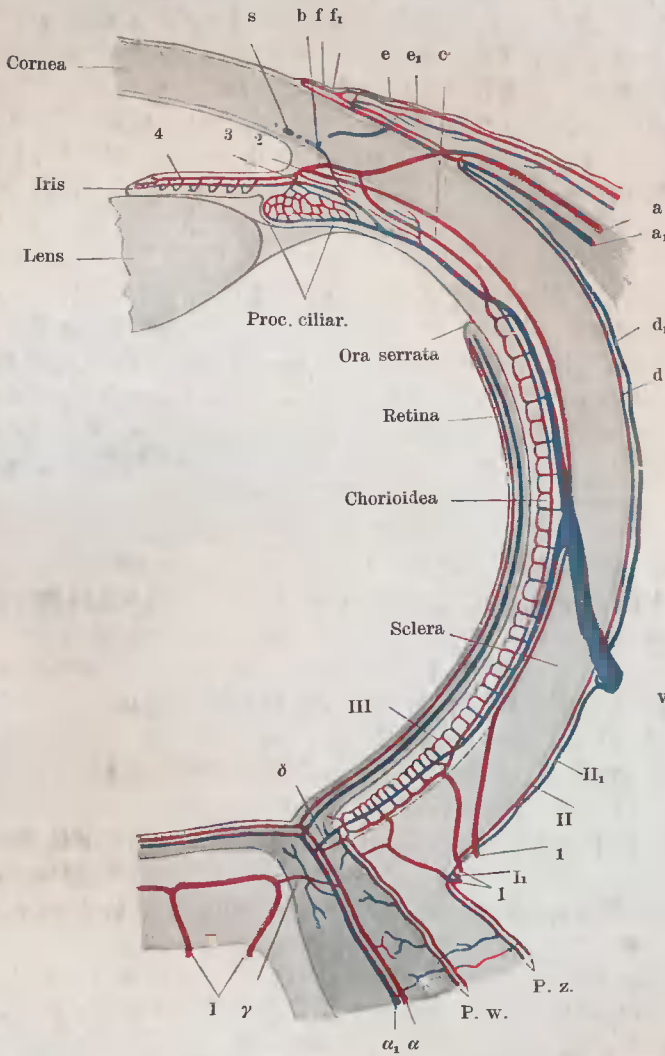 s b f f₁ e e₁ c
Cornea
4 3 2
Iris
Lens
a
a₁
Proc. ciliar.
d₁
d
Ora serrata
Retina
Chorioidea
Sclera
v
III
δ
II₁
II
1
I₁
I
1 γ
P. z.
P. w.
α₁ α